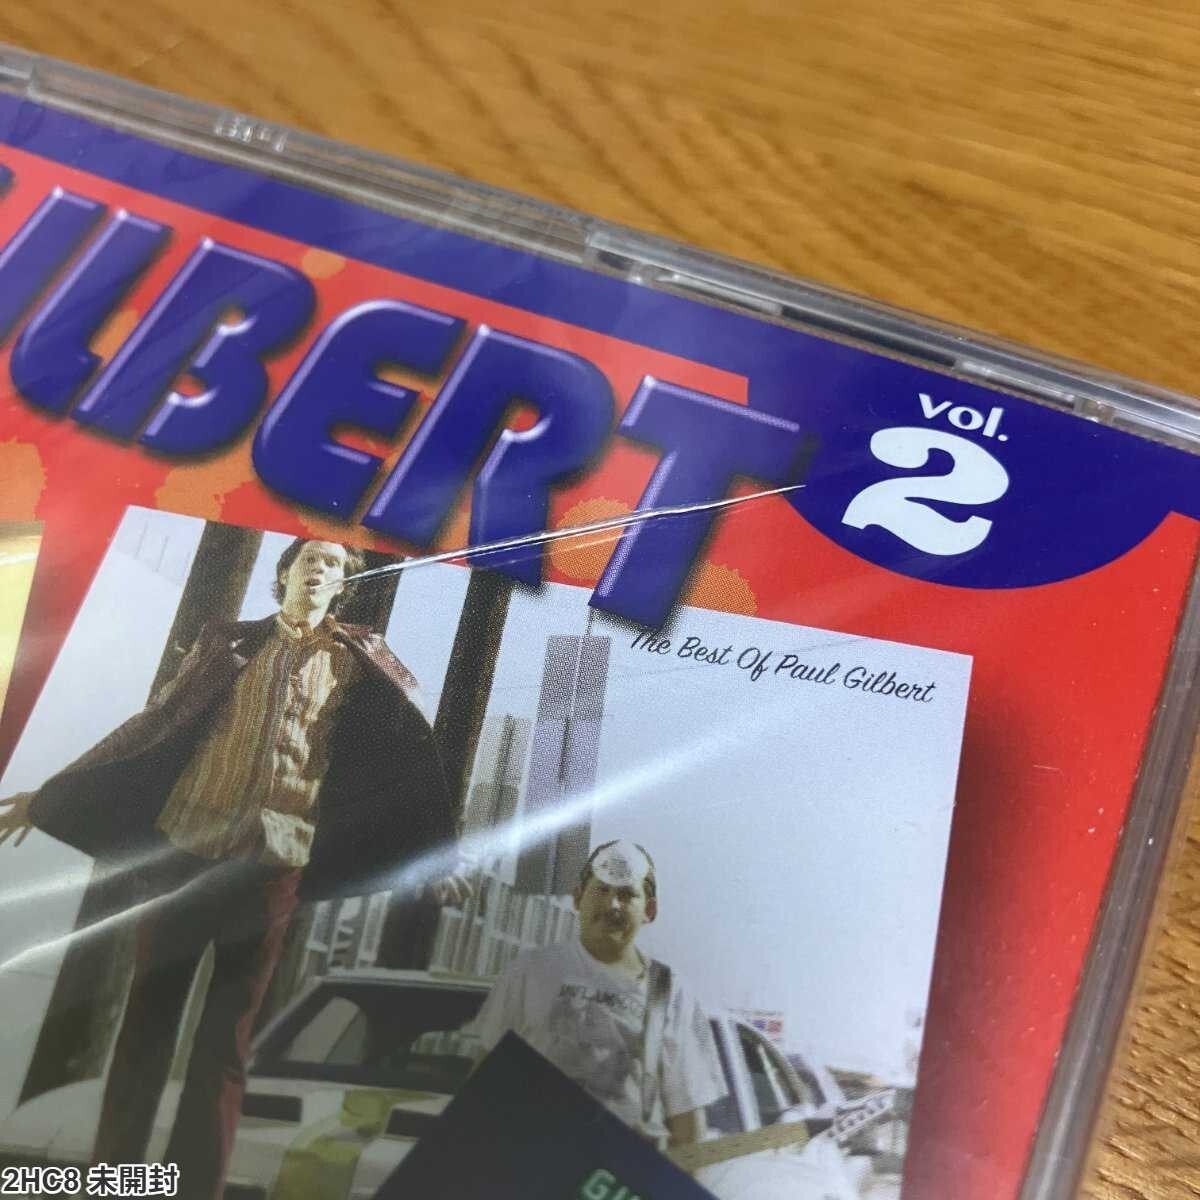 GILBERT
vol.
2
The Best Of Paul Gilbert
2HC8 未開封